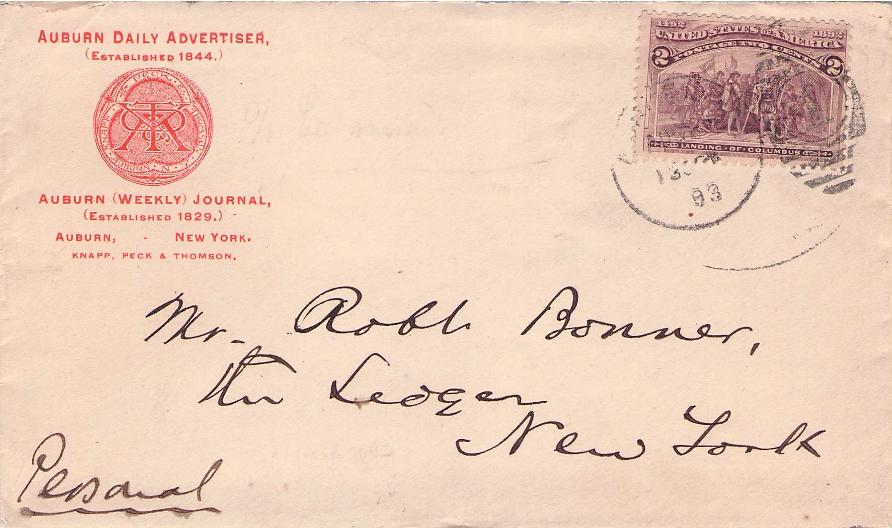 AUBURN DAILY ADVERTISER,
(ESTABLISHED 1844.)
AUBURN (WEEKLY) JOURNAL,
(ESTABLISHED 1829.)
AUBURN, - NEW YORK.
KNAPP, PECK & THOMSON.
1492 1892
UNITED STATES OF AMERICA
2 POSTAGE TWO CENTS 2
LANDING OF COLUMBUS
93
Mr. Robt. Bonner,
The Ledger
New York
Personal